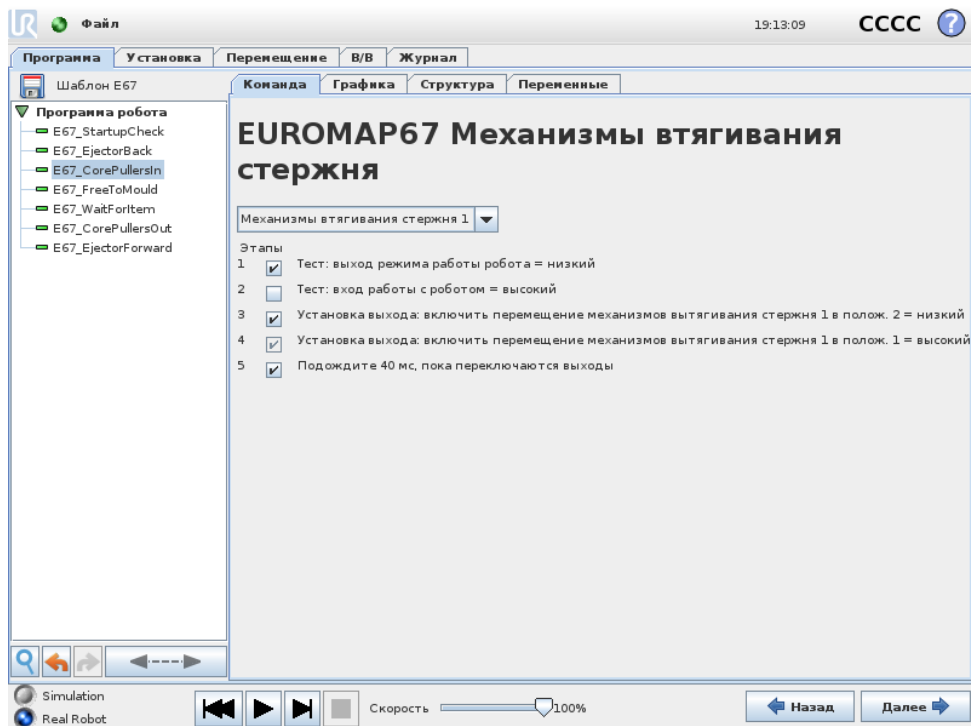 UR Файл 19:13:09 CCCC ?
Программа Установка Перемещение В/В Журнал
Шаблон E67
Команда Графика Структура Переменные
Программа робота
E67_StartupCheck
E67_EjectorBack
E67_CorePullersIn
E67_FreeToMould
E67_WaitForItem
E67_CorePullersOut
E67_EjectorForward
EUROMAP67 Механизмы втягивания
стержня
Механизмы втягивания стержня 1
Этапы
1 Тест: выход режима работы робота = низкий
2 Тест: вход работы с роботом = высокий
3 Установка выхода: включить перемещение механизмов вытягивания стержня 1 в полож. 2 = низкий
4 Установка выхода: включить перемещение механизмов вытягивания стержня 1 в полож. 1 = высокий
5 Подождите 40 мс, пока переключаются выходы
Simulation
Real Robot
Скорость 100%
Назад Далее